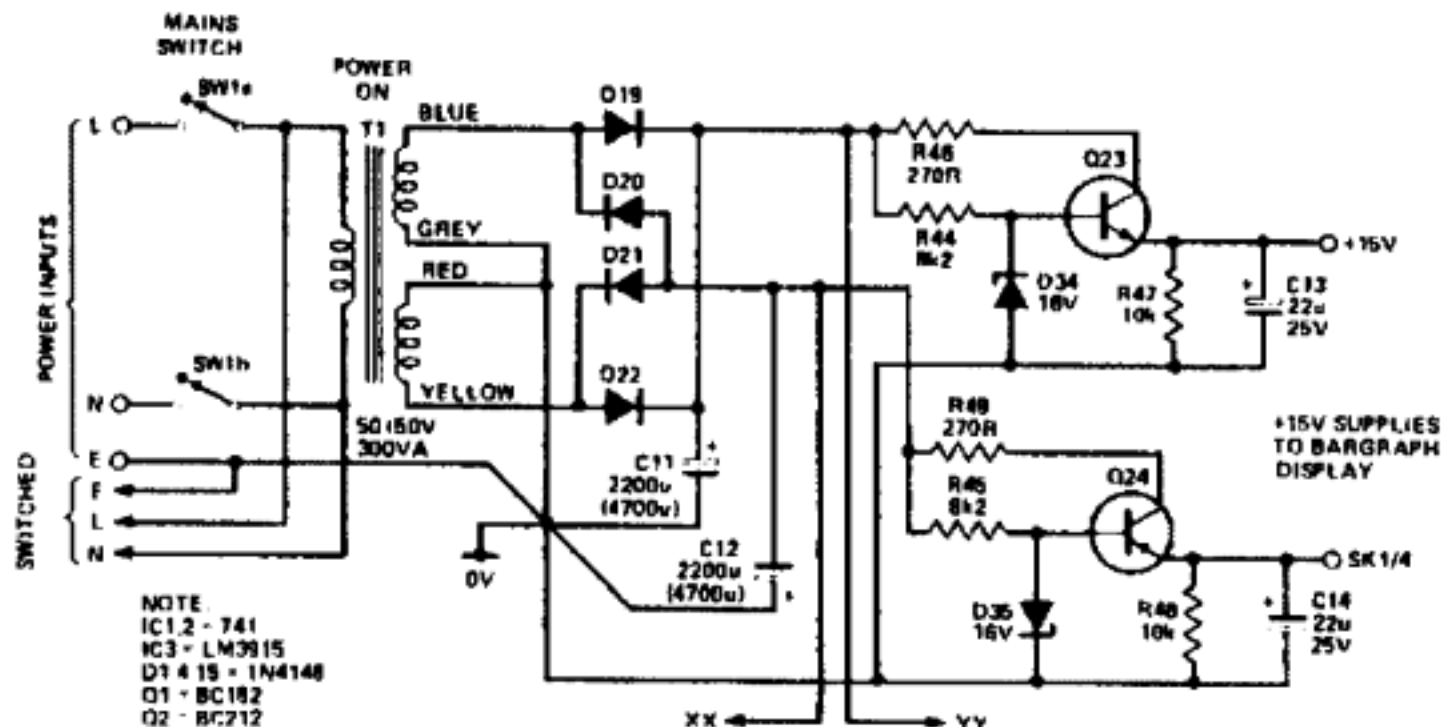 MAINS
SWITCH
SW1a
POWER
ON
T1
BLUE
GREY
RED
YELLOW
50+50V
300VA
POWER INPUTS
L
N
E
SW1b
SWITCHED
E
L
N
D19
D20
D21
D22
C11
2200u
(4700u)
C12
2200u
(4700u)
0V
R46
270R
R44
8k2
Q23
D34
16V
R47
10k
+15V
C13
22u
25V
R49
270R
R45
8k2
Q24
D35
16V
R48
10k
SK1/4
C14
22u
25V
+15V SUPPLIES
TO BARGRAPH
DISPLAY
NOTE
IC1,2 - 741
IC3 - LM3915
1N4148
Q1 - BC182
Q2 - BC212
XX
YY